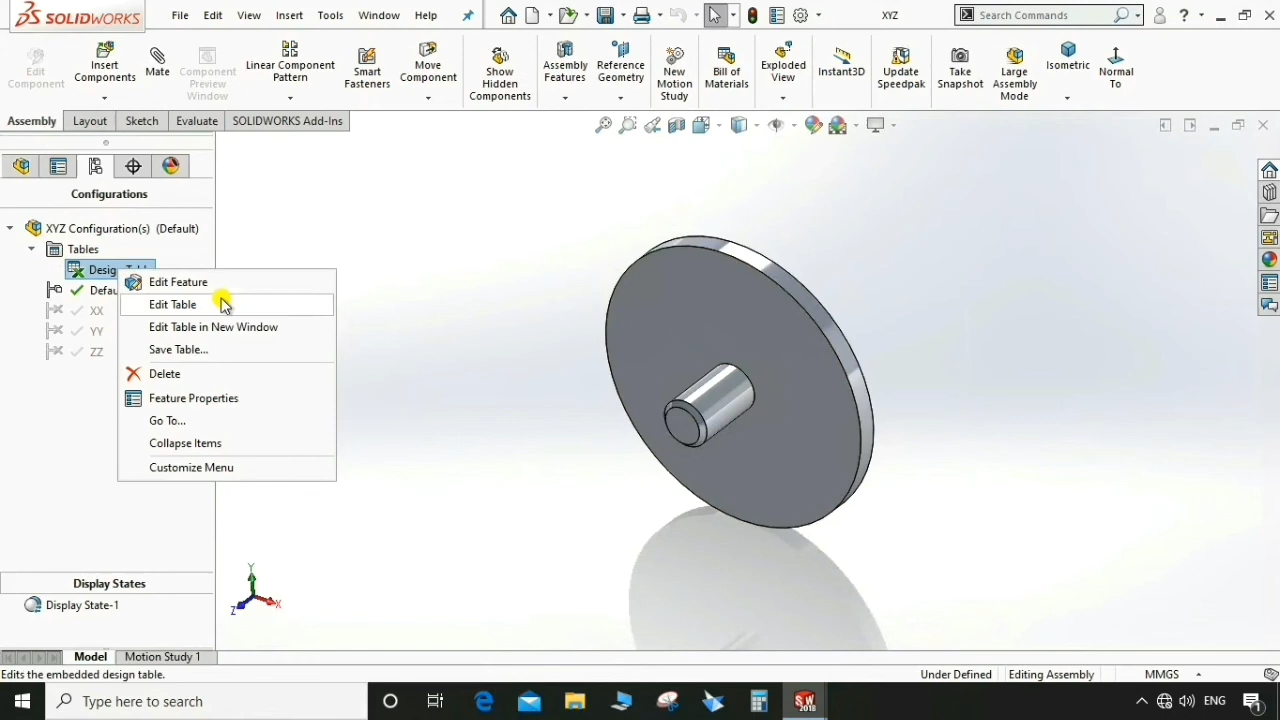 SOLIDWORKS
File Edit View Insert Tools Window Help
XYZ
Search Commands
?
Edit Component
Insert Components
Mate
Component Preview Window
Linear Component Pattern
Smart Fasteners
Move Component
Show Hidden Components
Assembly Features
Reference Geometry
New Motion Study
Bill of Materials
Exploded View
Instant3D
Update Speedpak
Take Snapshot
Large Assembly Mode
Isometric
Normal To
Assembly Layout Sketch Evaluate SOLIDWORKS Add-Ins
Configurations
XYZ Configuration(s) (Default)
Tables
Design
Defau
XX
YY
ZZ
Edit Feature
Edit Table
Edit Table in New Window
Save Table...
Delete
Feature Properties
Go To...
Collapse Items
Customize Menu
Y
Z X
Display States
Display State-1
Model Motion Study 1
Edits the embedded design table.
Under Defined Editing Assembly MMGS
Type here to search
SW 2018
ENG
1